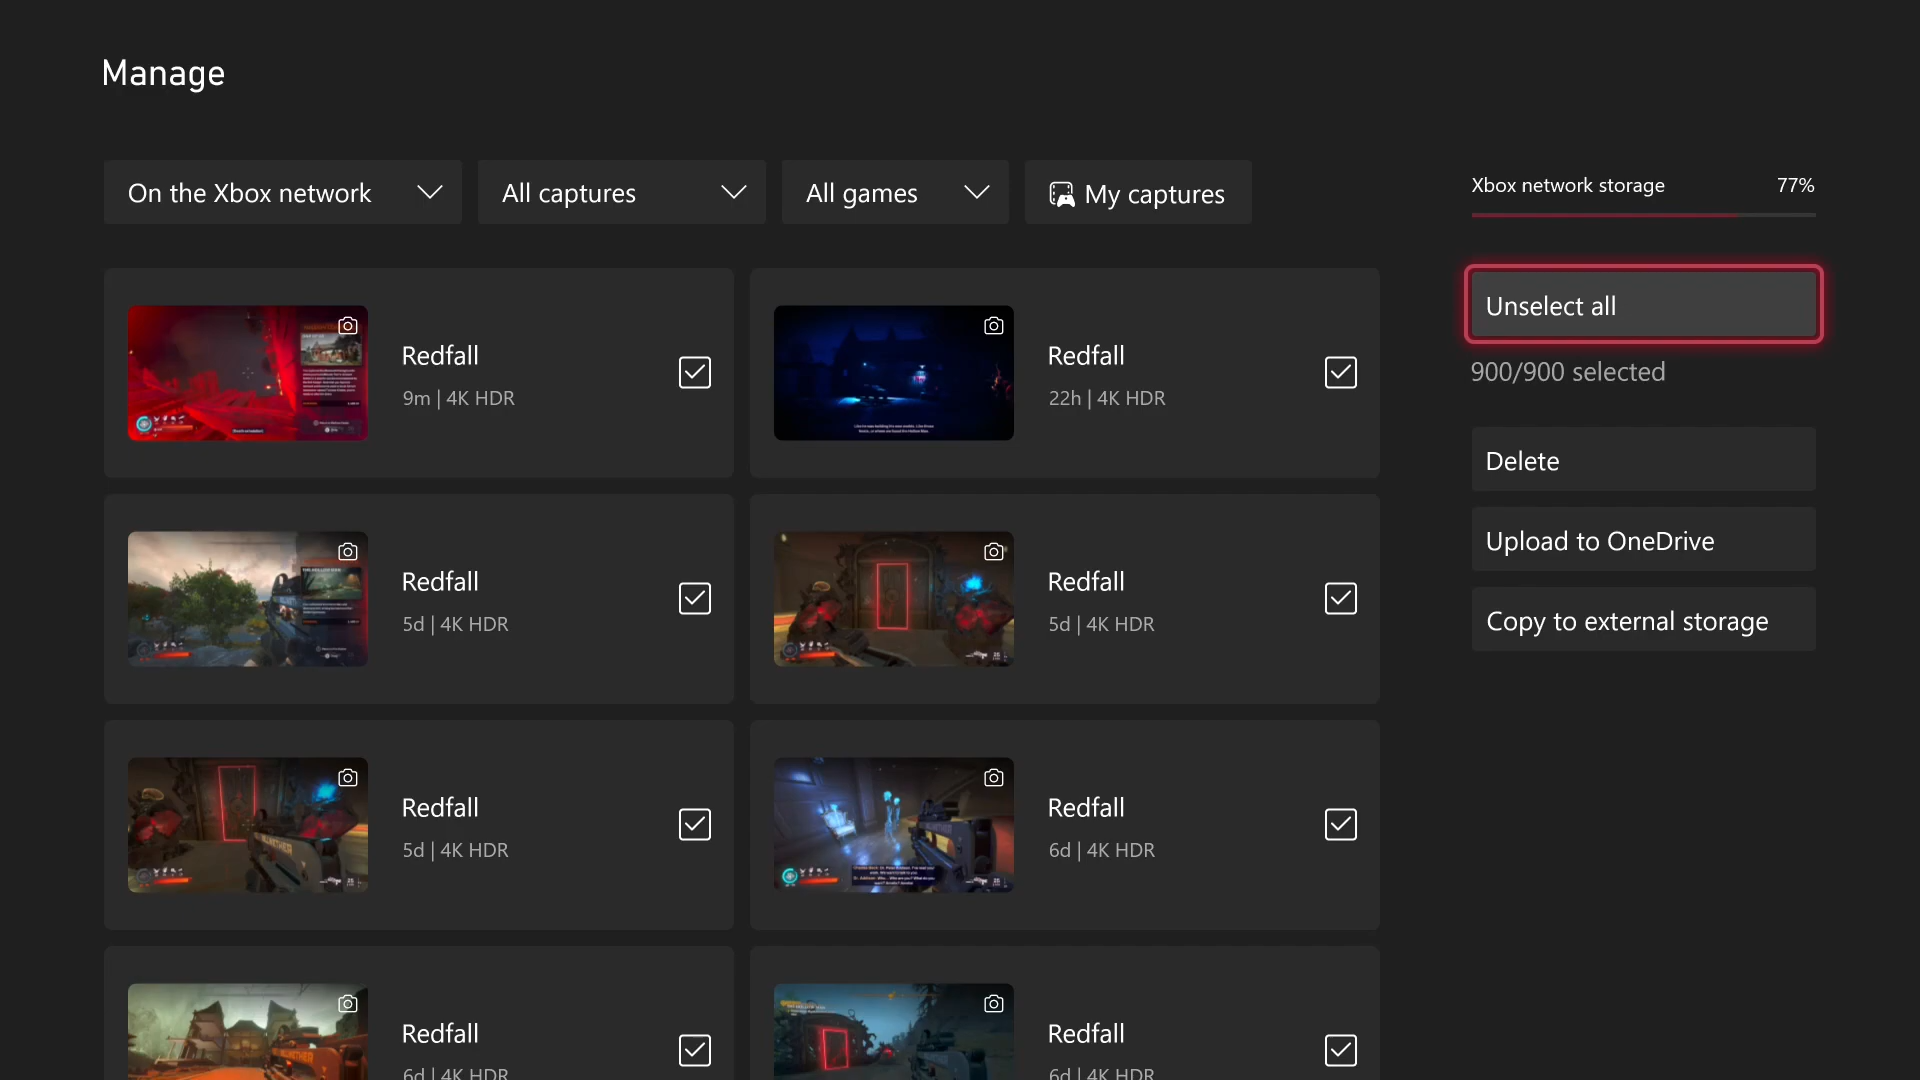 Manage
On the Xbox network
All captures
All games
My captures
Xbox network storage 77%
Unselect all
900/900 selected
Delete
Upload to OneDrive
Copy to external storage
Redfall
9m | 4K HDR
Redfall
22h | 4K HDR
Redfall
5d | 4K HDR
Redfall
5d | 4K HDR
Redfall
5d | 4K HDR
Redfall
6d | 4K HDR
Redfall
6d | 4K HDR
Redfall
6d | 4K HDR